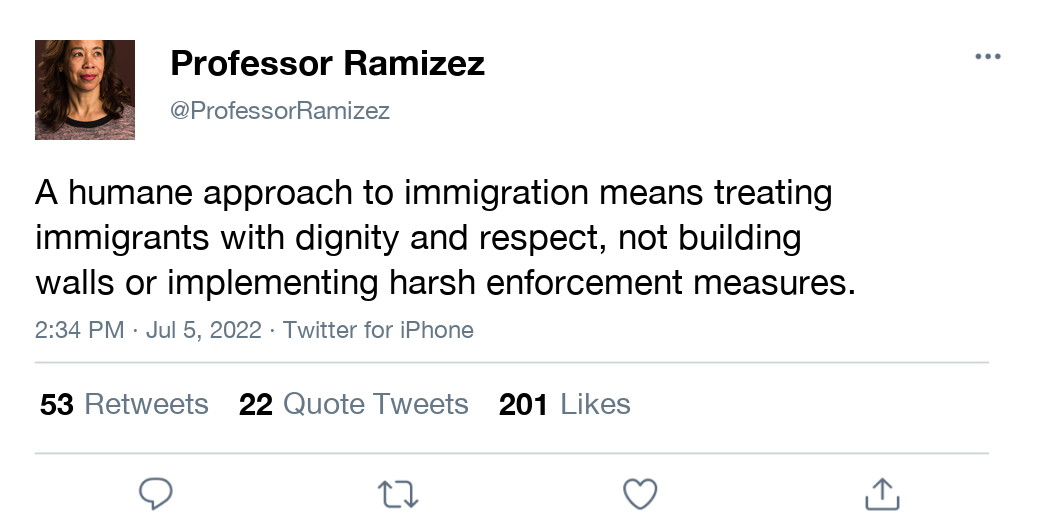 Professor Ramizez
@ProfessorRamizez
A humane approach to immigration means treating
immigrants with dignity and respect, not building
walls or implementing harsh enforcement measures.
2:34 PM · Jul 5, 2022 · Twitter for iPhone
53 Retweets 22 Quote Tweets 201 Likes